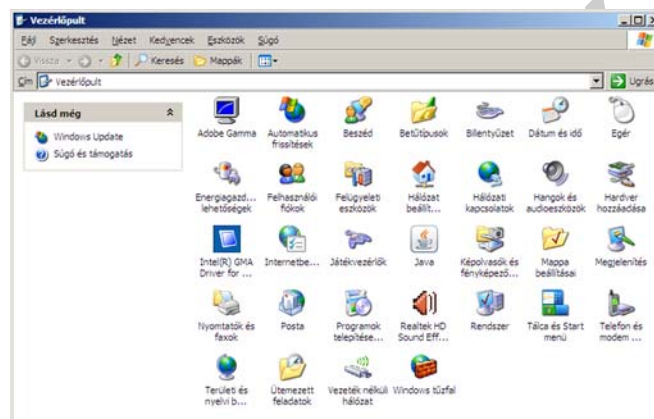 Vezérlőpult
Fájl Szerkesztés Nézet Kedvencek Eszközök Súgó
Vissza Keresés Mappák
Cím Vezérlőpult Ugrás
Lásd még
Windows Update
Súgó és támogatás
Adobe Gamma
Automatikus frissítések
Beszéd
Betűtípusok
Billentyűzet
Dátum és idő
Egér
Energiagazd...
lehetőségek
Felhasználói
fiókok
Felügyeleti
eszközök
Hálózat
beállít...
Hálózati
kapcsolatok
Hangok és
audioeszközök
Hardver
hozzáadása
Intel(R) GMA
Driver for ...
Internetbe...
Játékvezérlők
Java
Képolvasók és
fényképező...
Mappa
beállításai
Megjelenítés
Nyomtatók és
faxok
Posta
Programok
telepítése...
Realtek HD
Sound Eff...
Rendszer
Tálca és Start
menü
Telefon és
modem ...
Területi és
nyelvi b...
Ütemezett
feladatok
Vezeték nélküli
hálózat
Windows tűzfal